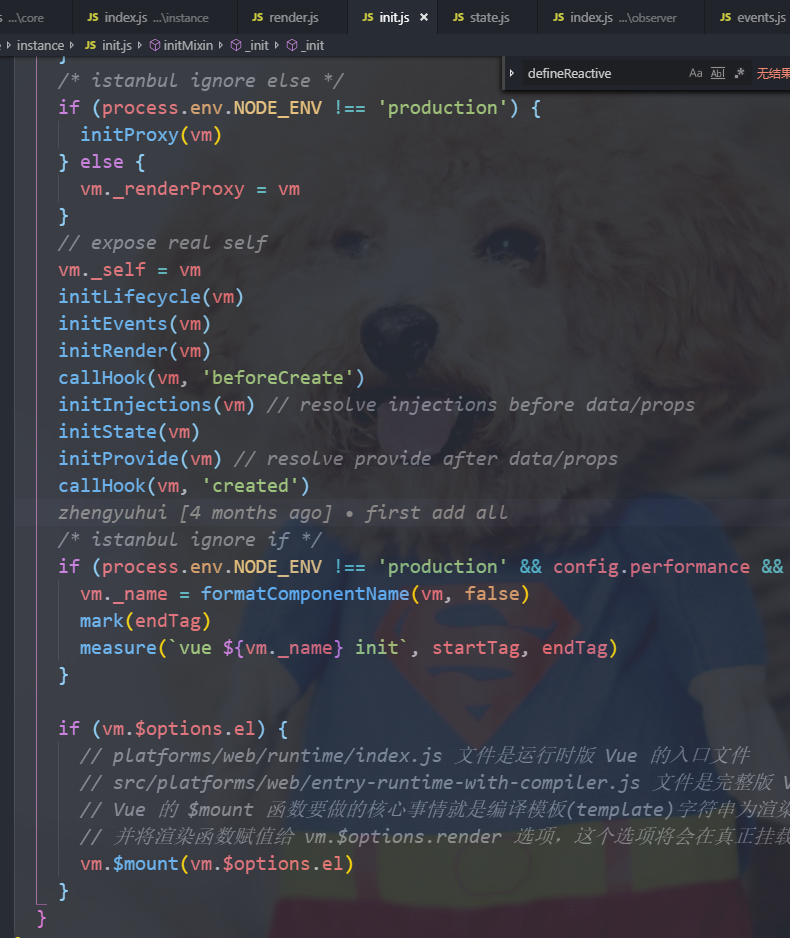 ...\core JS index.js ...\instance JS render.js JS init.js × JS state.js JS index.js ...\observer JS events.js
instance JS init.js initMixin _init _init
defineReactive Aa Abl .* 无结果
}
/* istanbul ignore else */
if (process.env.NODE_ENV !== 'production') {
initProxy(vm)
} else {
vm._renderProxy = vm
}
// expose real self
vm._self = vm
initLifecycle(vm)
initEvents(vm)
initRender(vm)
callHook(vm, 'beforeCreate')
initInjections(vm) // resolve injections before data/props
initState(vm)
initProvide(vm) // resolve provide after data/props
callHook(vm, 'created')
zhengyuhui [4 months ago] • first add all
/* istanbul ignore if */
if (process.env.NODE_ENV !== 'production' && config.performance &&
vm._name = formatComponentName(vm, false)
mark(endTag)
measure(`vue ${vm._name} init`, startTag, endTag)
}
if (vm.$options.el) {
// platforms/web/runtime/index.js 文件是运行时版 Vue 的入口文件
// src/platforms/web/entry-runtime-with-compiler.js 文件是完整版 V
// Vue 的 $mount 函数要做的核心事情就是编译模板(template)字符串为渲染
// 并将渲染函数赋值给 vm.$options.render 选项，这个选项将会在真正挂载
vm.$mount(vm.$options.el)
}
}